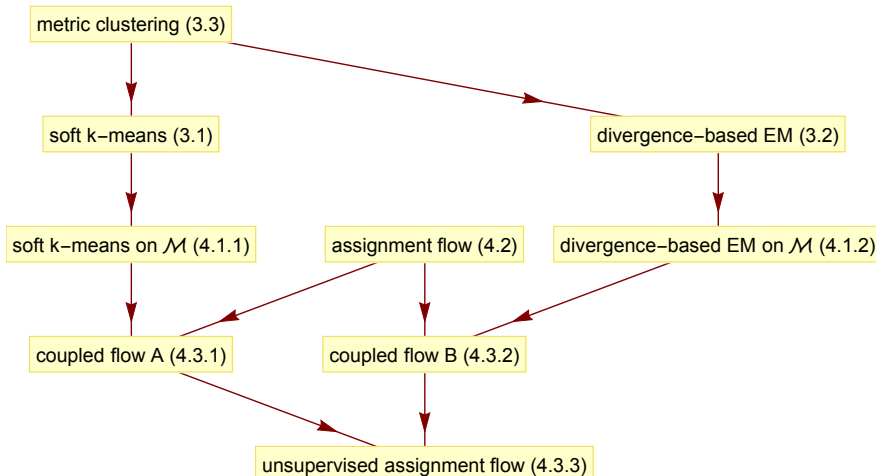 metric clustering (3.3)
soft k−means (3.1)
divergence−based EM (3.2)
soft k−means on ℳ (4.1.1)
assignment flow (4.2)
divergence−based EM on ℳ (4.1.2)
coupled flow A (4.3.1)
coupled flow B (4.3.2)
unsupervised assignment flow (4.3.3)